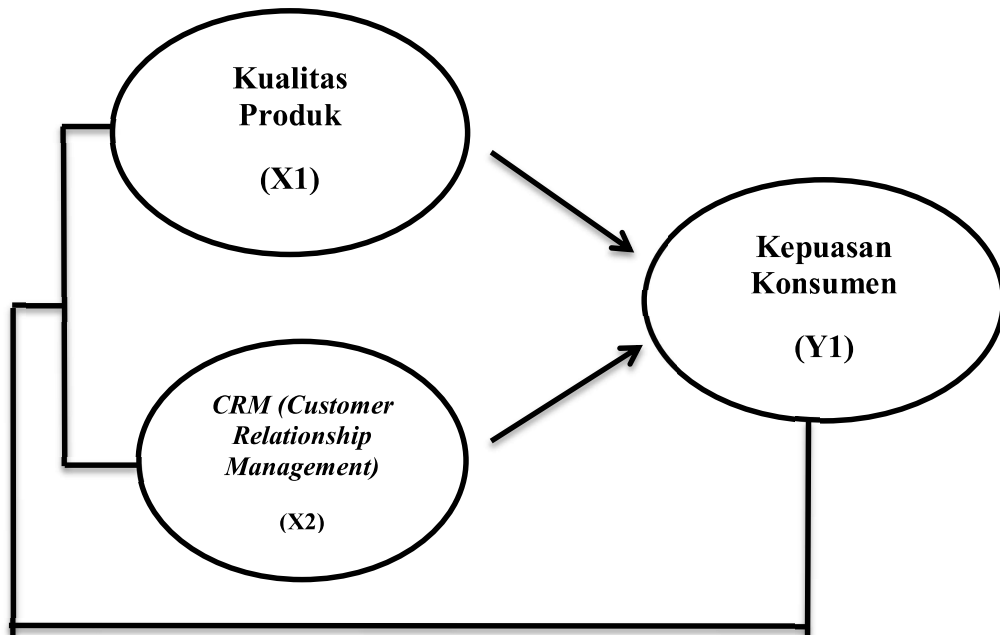 Kualitas
Produk
(X1)
Kepuasan
Konsumen
(Y1)
CRM (Customer
Relationship
Management)
(X2)